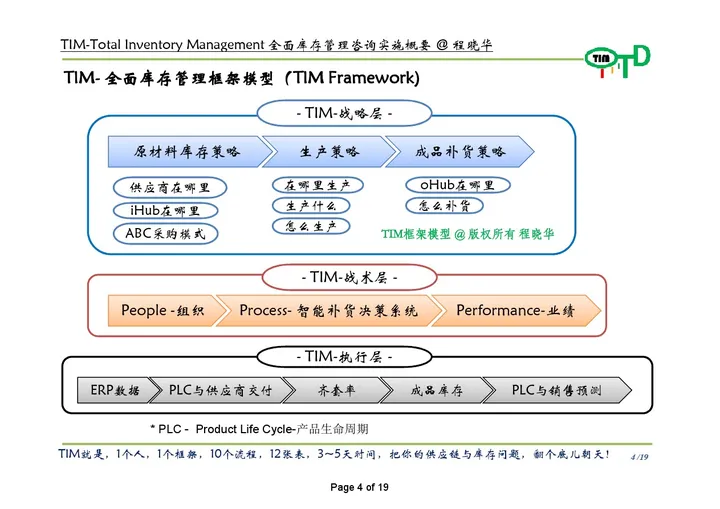 TIM-Total Inventory Management 全面库存管理咨询实施概要 @ 程晓华
TIM TD
TIM- 全面库存管理框架模型（TIM Framework)
- TIM-战略层 -
原材料库存策略 生产策略 成品补货策略
供应商在哪里 在哪里生产 oHub在哪里
iHub在哪里 生产什么 怎么补货
ABC采购模式 怎么生产
TIM框架模型 @ 版权所有 程晓华
- TIM-战术层 -
People -组织 Process- 智能补货决策系统 Performance-业绩
- TIM-执行层 -
ERP数据 PLC与供应商交付 齐套率 成品库存 PLC与销售预测
* PLC - Product Life Cycle-产品生命周期
TIM就是，1个人，1个框架，10个流程，12张表，3~5天时间，把你的供应链与库存问题，翻个底儿朝天！ 4 /19
Page 4 of 19